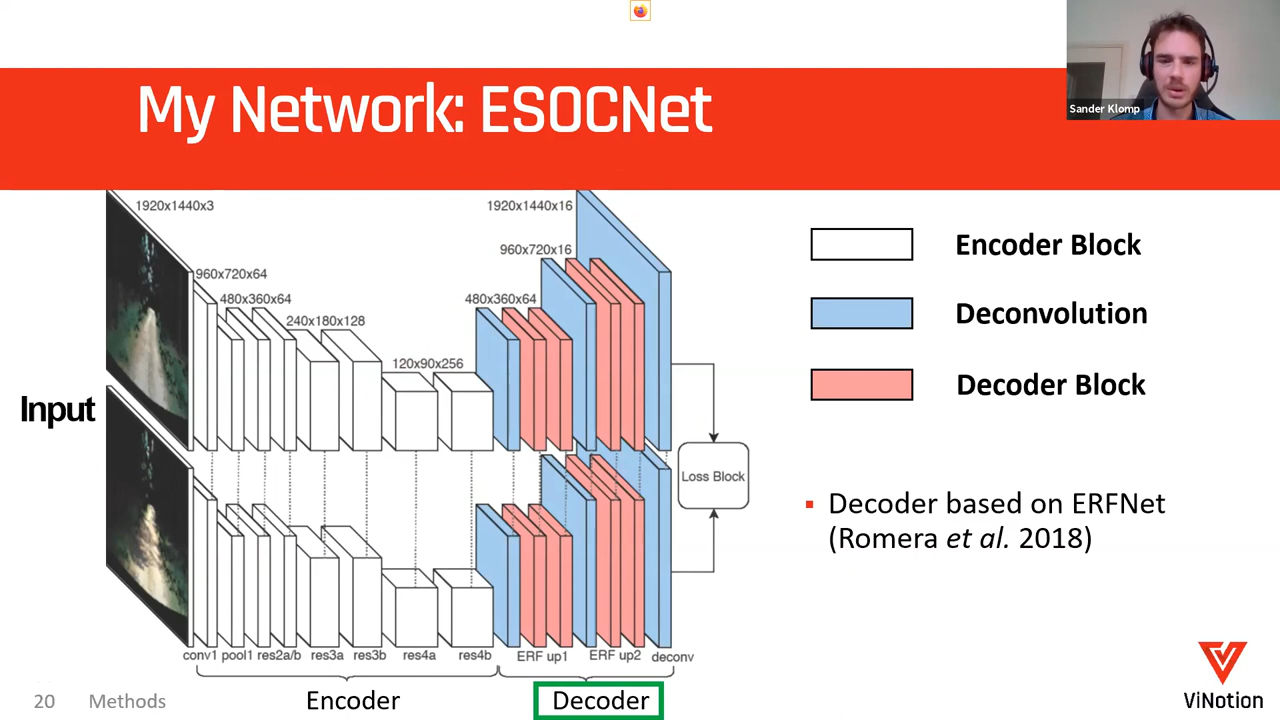 Sander Klomp
My Network: ESOCNet
1920x1440x3
960x720x64
480x360x64
240x180x128
120x90x256
480x360x64
960x720x16
1920x1440x16
Input
Loss Block
conv1 pool1 res2a/b res3a res3b res4a res4b ERF up1 ERF up2 deconv
Encoder
Decoder
Encoder Block
Deconvolution
Decoder Block
Decoder based on ERFNet
(Romera et al. 2018)
20 Methods
ViNotion